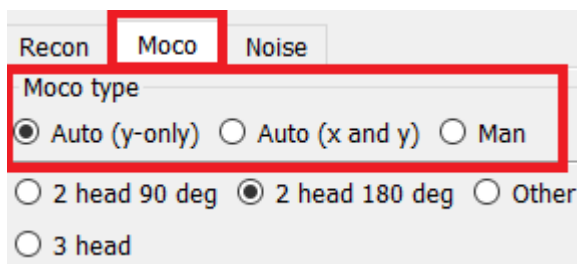 Recon Moco Noise
Moco type
Auto (y-only) Auto (x and y) Man
2 head 90 deg 2 head 180 deg Other
3 head